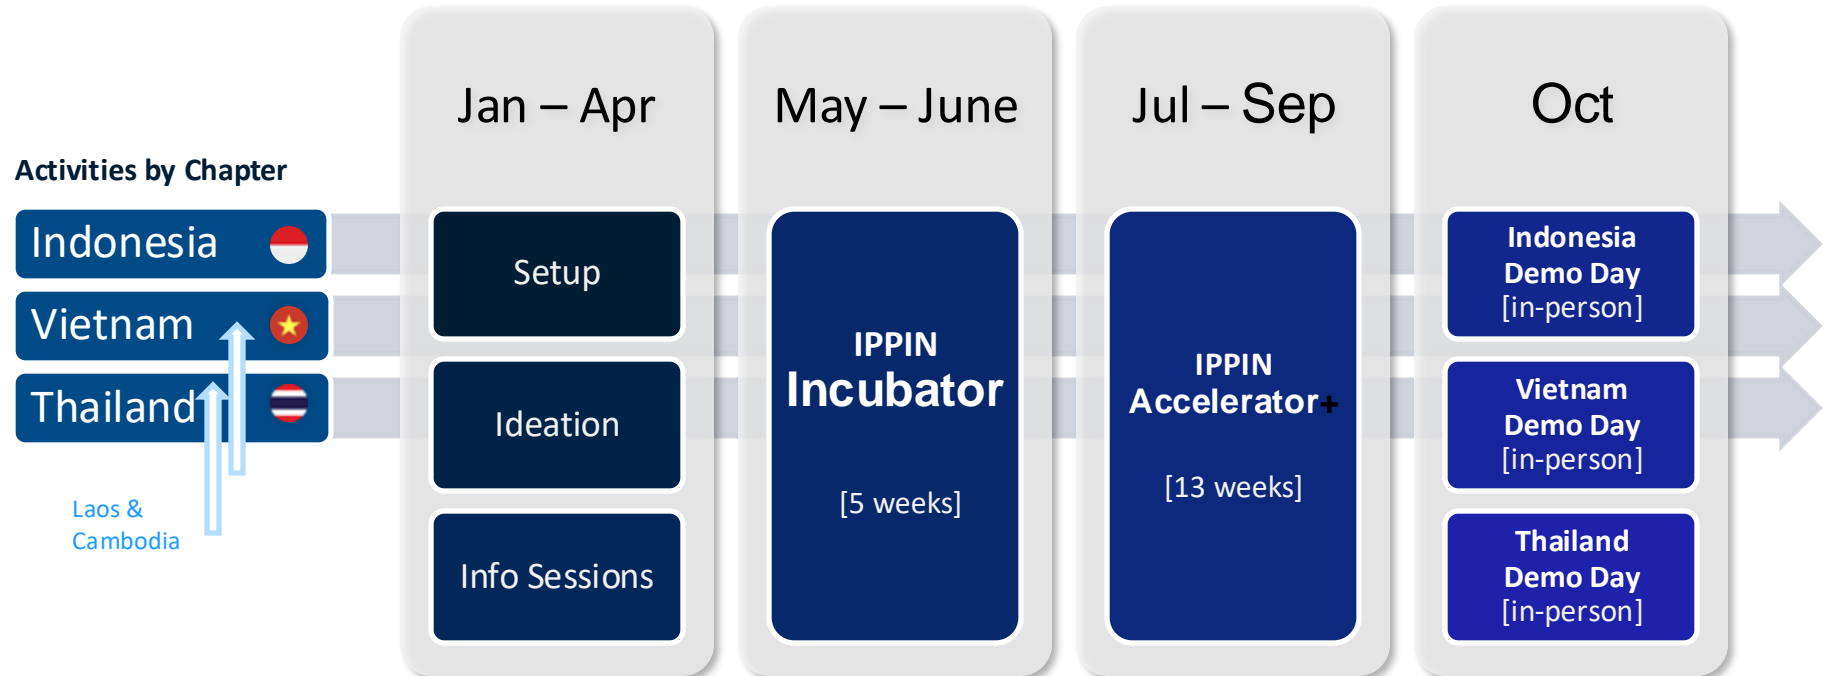 Jan – Apr
May – June
Jul – Sep
Oct
Activities by Chapter
Indonesia
Vietnam
Thailand
Laos &
Cambodia
Setup
Ideation
Info Sessions
IPPIN
Incubator
[5 weeks]
IPPIN
Accelerator+
[13 weeks]
Indonesia
Demo Day
[in-person]
Vietnam
Demo Day
[in-person]
Thailand
Demo Day
[in-person]